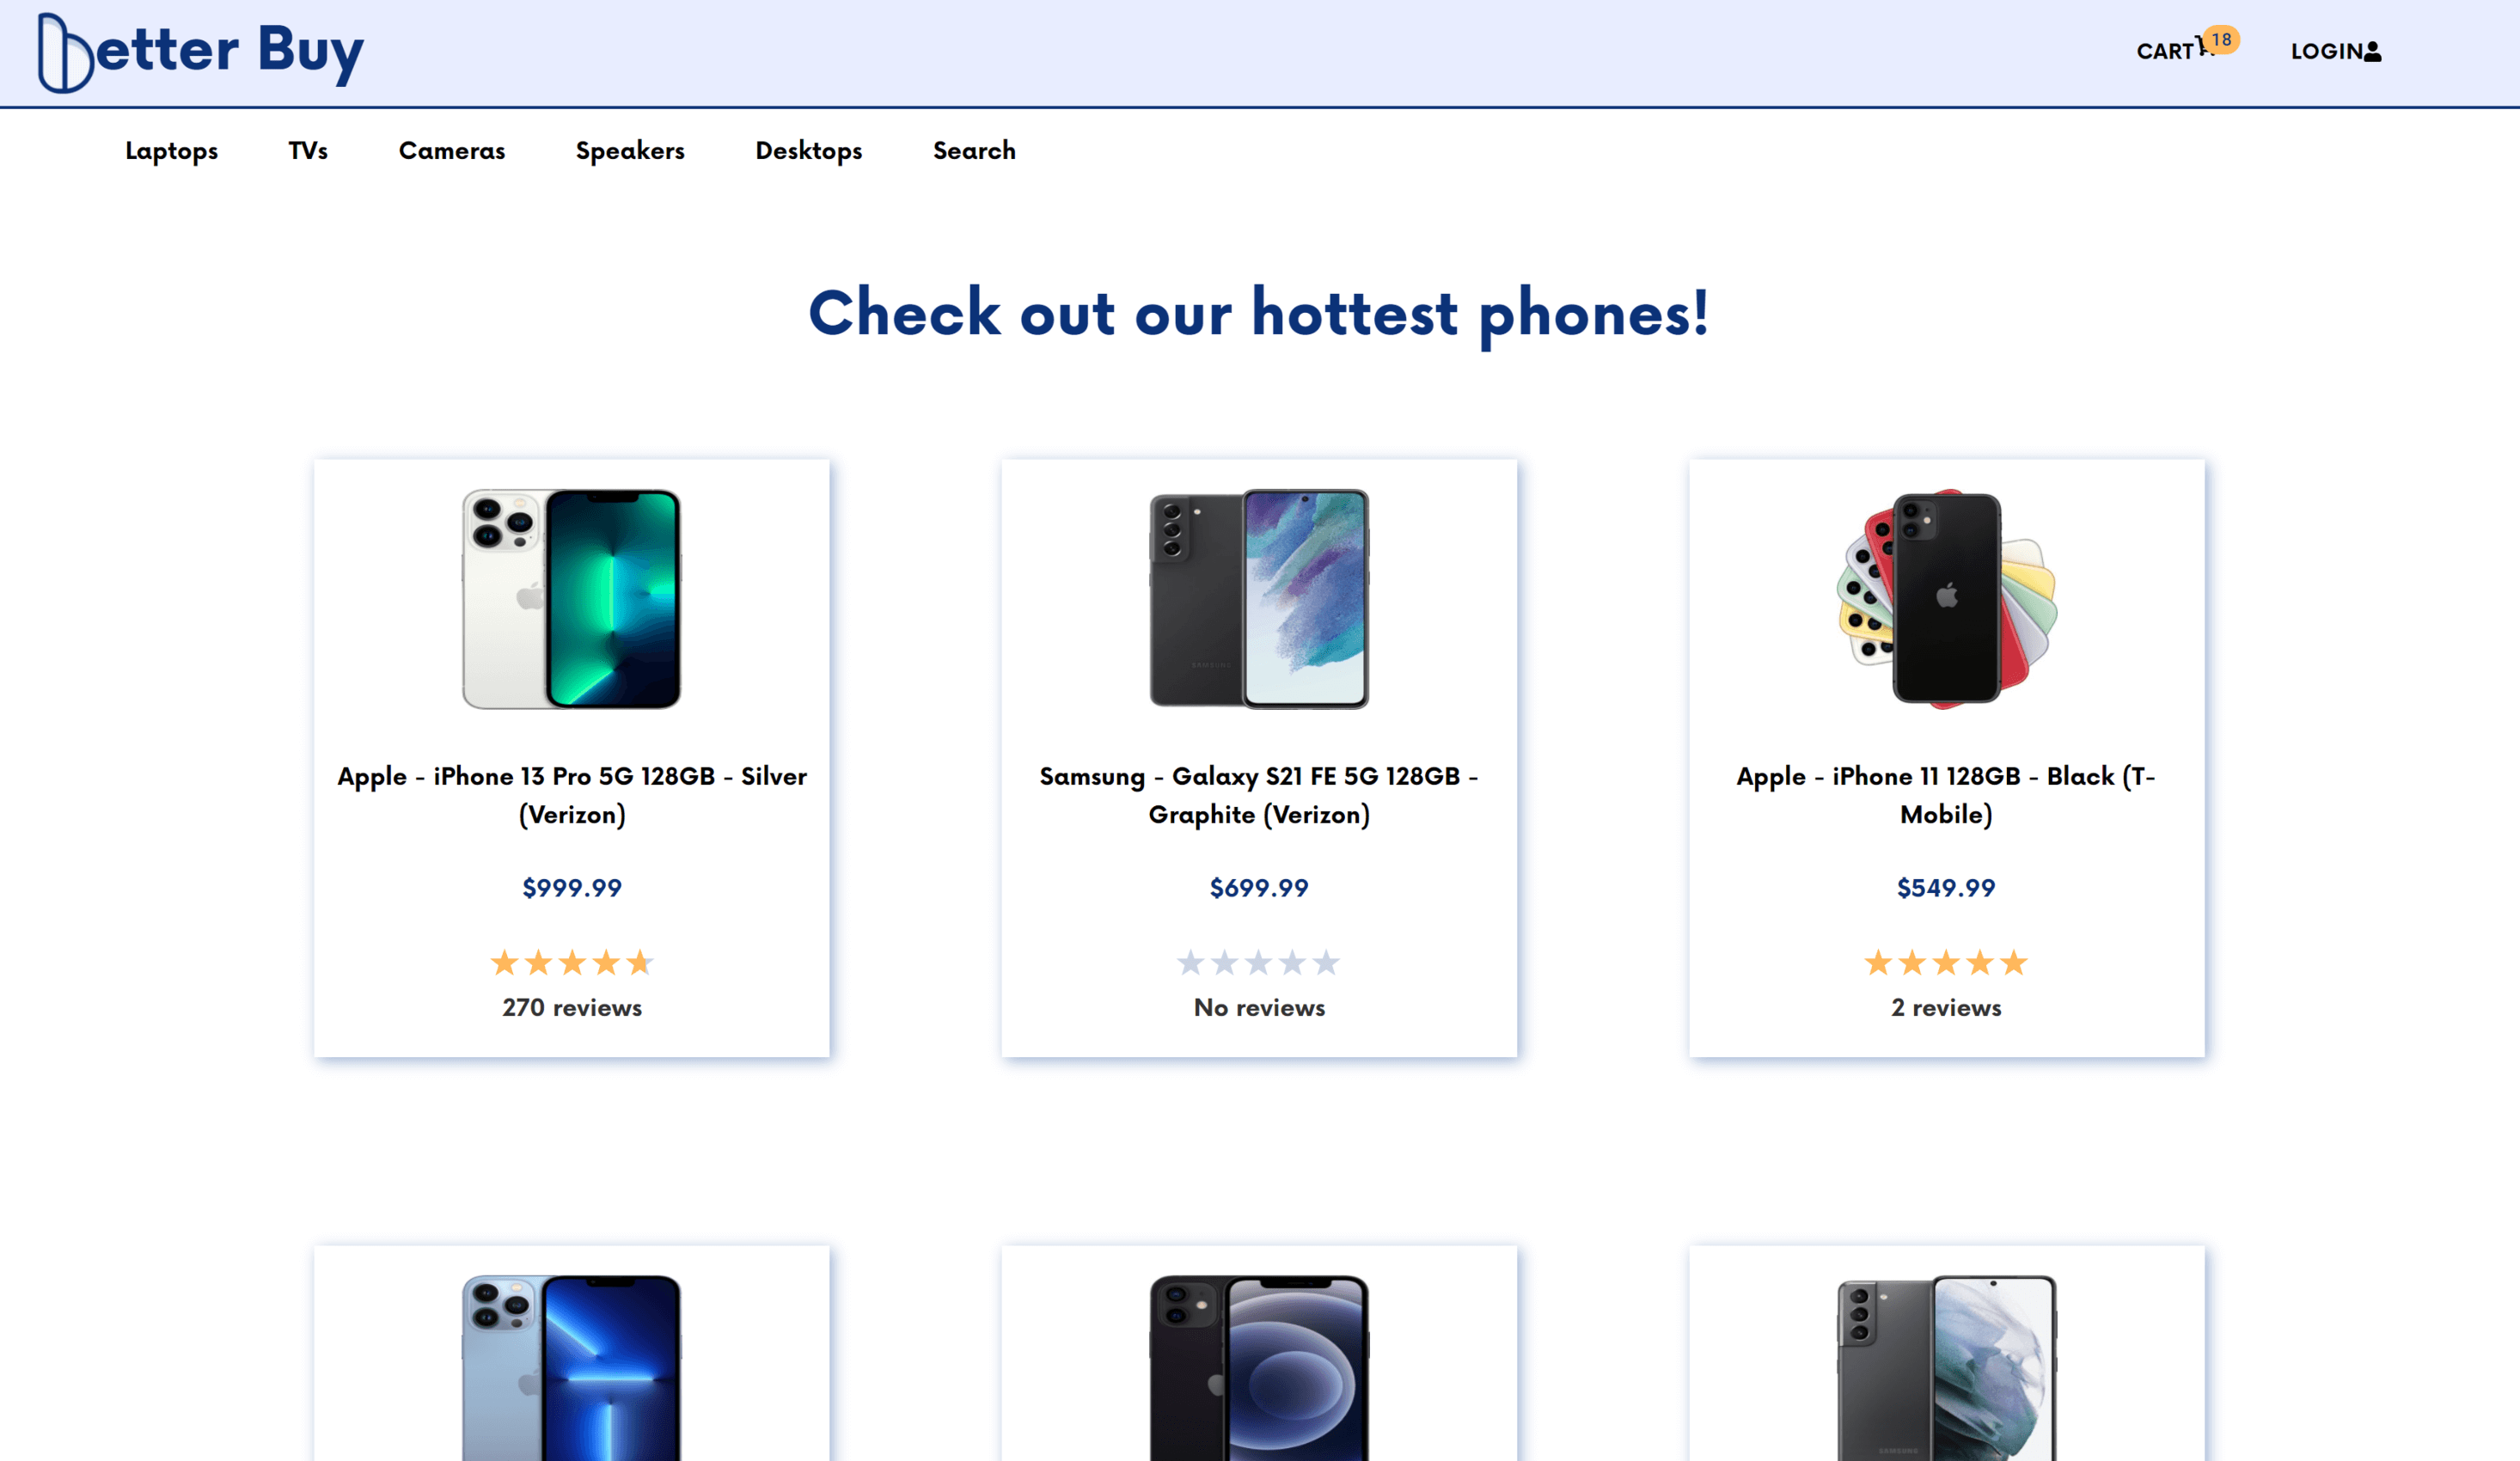 better Buy
CART 18
LOGIN
Laptops TVs Cameras Speakers Desktops Search
Check out our hottest phones!
Apple - iPhone 13 Pro 5G 128GB - Silver
(Verizon)
$999.99
270 reviews
Samsung - Galaxy S21 FE 5G 128GB -
Graphite (Verizon)
$699.99
No reviews
Apple - iPhone 11 128GB - Black (T-
Mobile)
$549.99
2 reviews
SAMSUNG
SAMSUNG